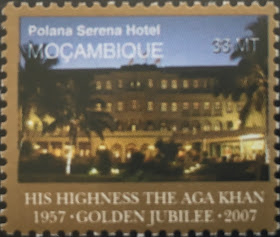 Polana Serena Hotel
MOÇAMBIQUE
33 MT
HIS HIGHNESS THE AGA KHAN
1957 • GOLDEN JUBILEE • 2007